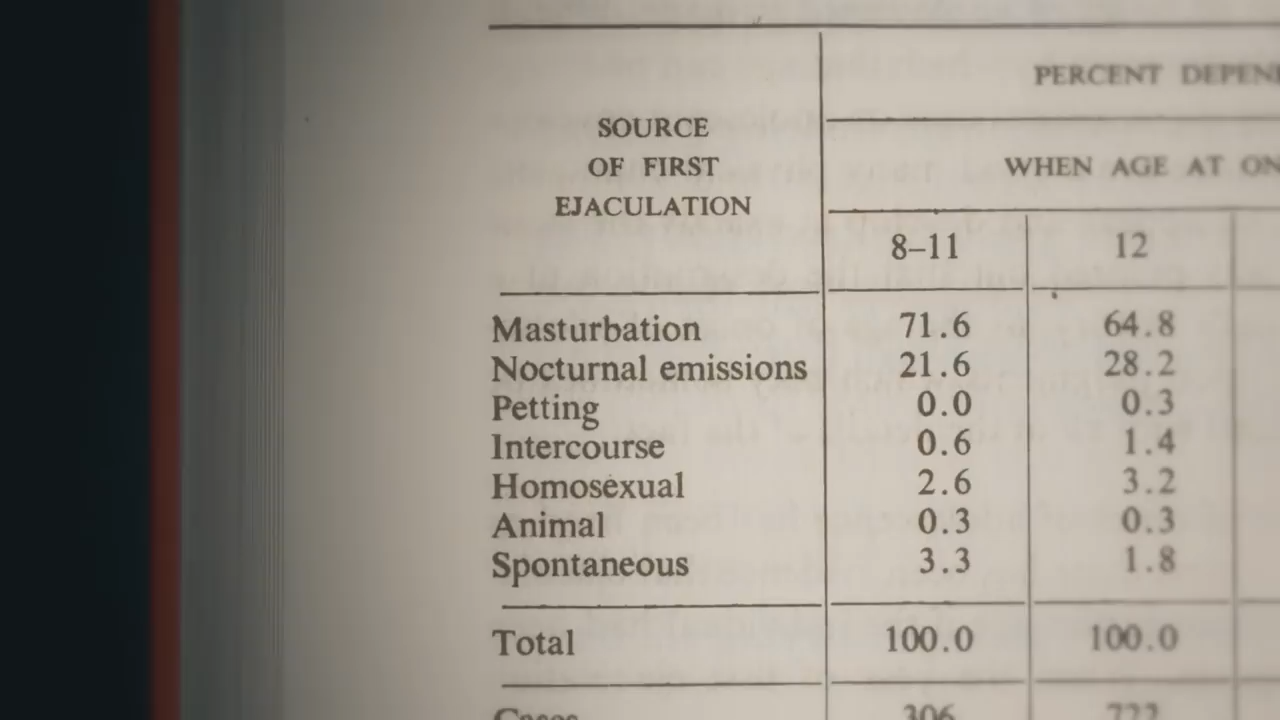 PERCENT
SOURCE
OF FIRST
EJACULATION
WHEN AGE AT
8–11 12
Masturbation 71.6 64.8
Nocturnal emissions 21.6 28.2
Petting 0.0 0.3
Intercourse 0.6 1.4
Homosexual 2.6 3.2
Animal 0.3 0.3
Spontaneous 3.3 1.8
Total 100.0 100.0
Cases 306 722